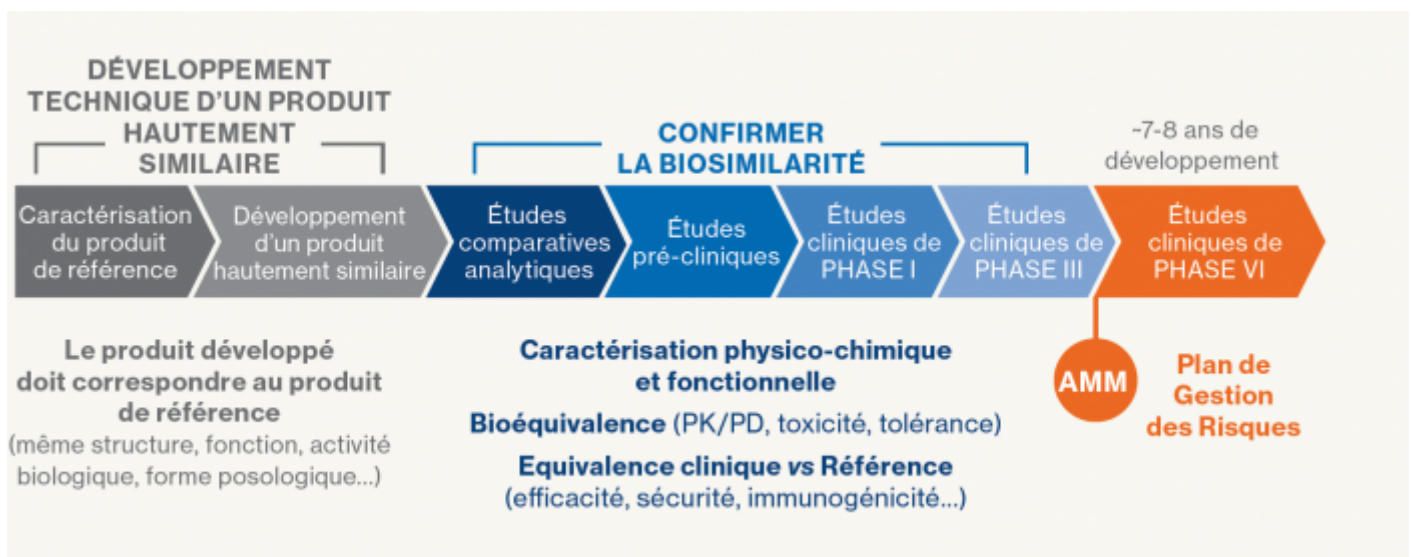 DÉVELOPPEMENT
TECHNIQUE D'UN PRODUIT
HAUTEMENT
SIMILAIRE
CONFIRMER
LA BIOSIMILARITÉ
~7-8 ans de
développement
Caractérisation
du produit
de référence
Développement
d'un produit
hautement similaire
Études
comparatives
analytiques
Études
pré-cliniques
Études
cliniques de
PHASE I
Études
cliniques de
PHASE III
Études
cliniques de
PHASE VI
Le produit développé
doit correspondre au produit
de référence
(même structure, fonction, activité
biologique, forme posologique...)
Caractérisation physico-chimique
et fonctionnelle
Bioéquivalence (PK/PD, toxicité, tolérance)
Equivalence clinique vs Référence
(efficacité, sécurité, immunogénicité...)
AMM
Plan de
Gestion
des Risques